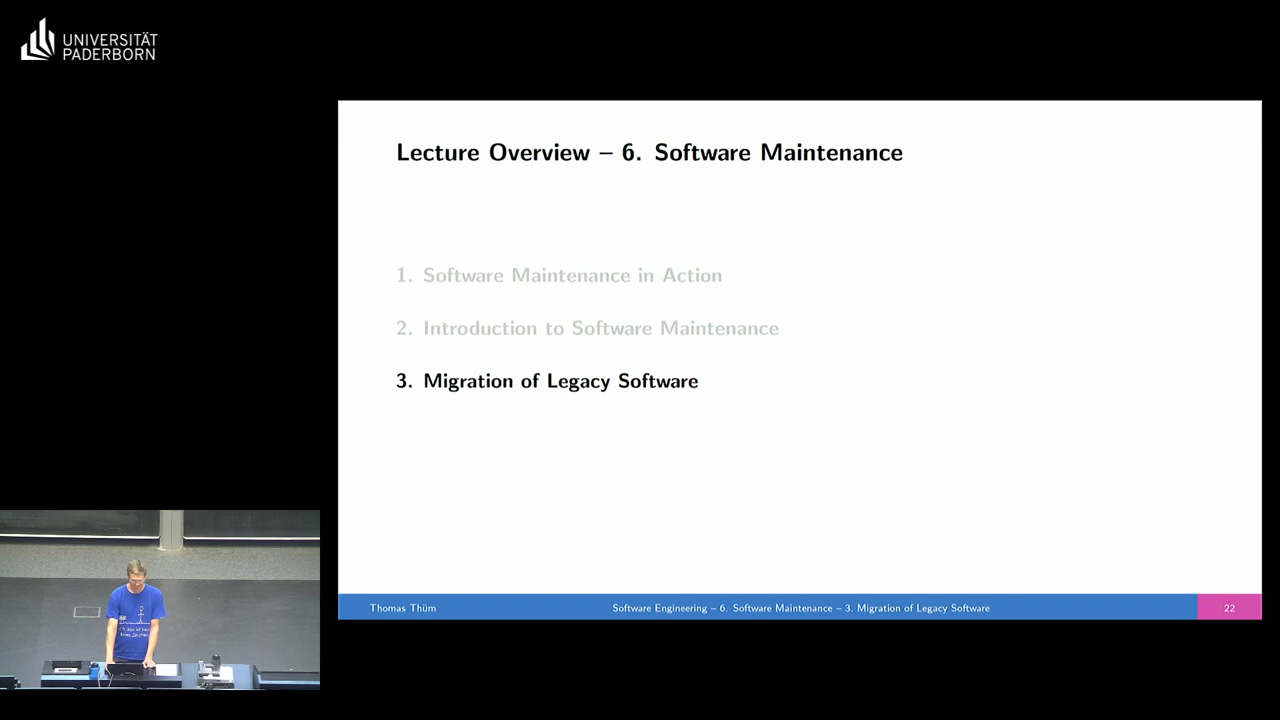 UNIVERSITÄT
PADERBORN
Lecture Overview – 6. Software Maintenance
1. Software Maintenance in Action
2. Introduction to Software Maintenance
3. Migration of Legacy Software
Thomas Thüm
Software Engineering – 6. Software Maintenance – 3. Migration of Legacy Software
22